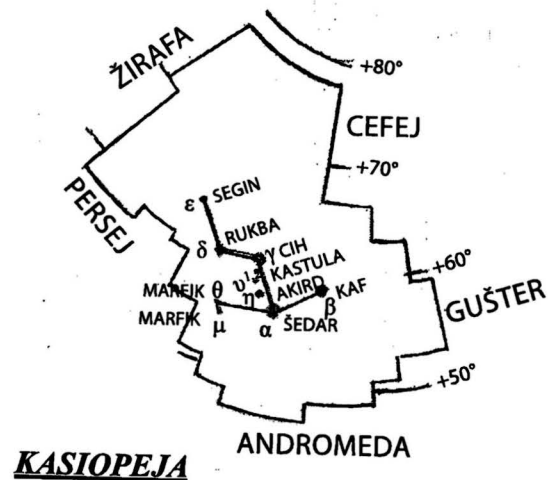 ŽIRAFA
+80°
CEFEJ
+70°
PERSEJ
ε SEGIN
RUKBA
δ
γ CIH
KASTULA
υ¹
+60°
MARFIK θ
η
AKIRD
KAF
β
GUŠTER
MARFIK μ
α
ŠEDAR
+50°
ANDROMEDA
KASIOPEJA